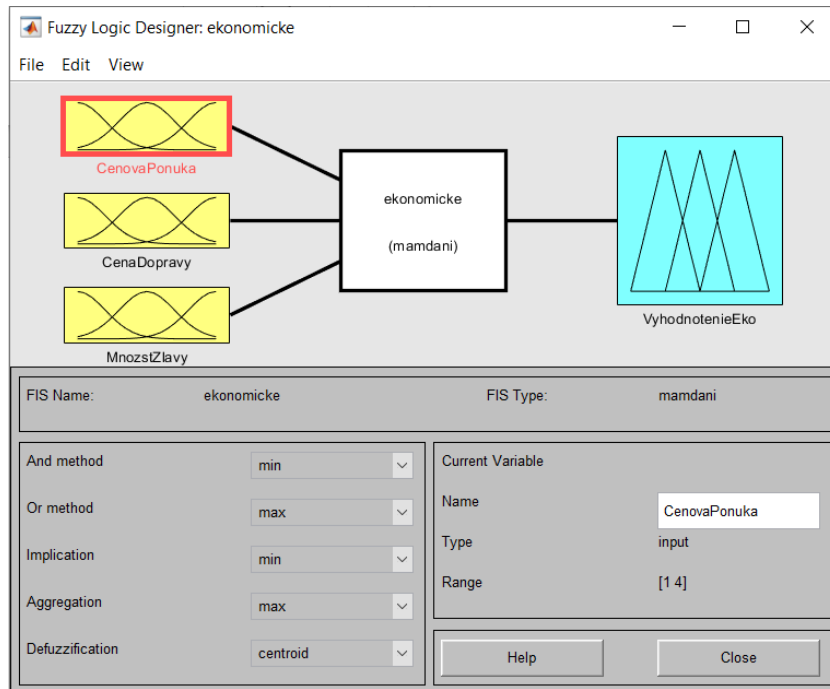 Fuzzy Logic Designer: ekonomicke
File Edit View
CenovaPonuka
CenaDopravy
MnozstZlavy
ekonomicke
(mamdani)
VyhodnotenieEko
FIS Name: ekonomicke FIS Type: mamdani
And method min
Or method max
Implication min
Aggregation max
Defuzzification centroid
Current Variable
Name CenovaPonuka
Type input
Range [1 4]
Help Close